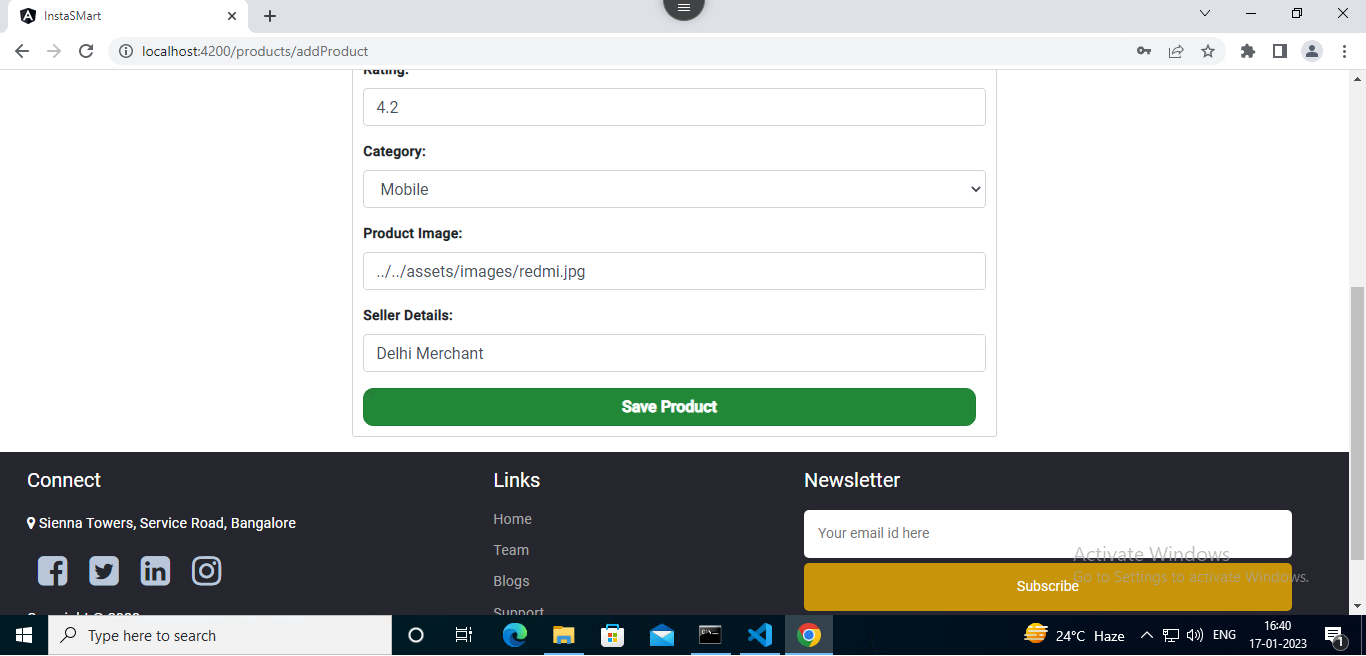 InstaSMart
localhost:4200/products/addProduct
Rating:
4.2
Category:
Mobile
Product Image:
../../assets/images/redmi.jpg
Seller Details:
Delhi Merchant
Save Product
Connect
Sienna Towers, Service Road, Bangalore
Links
Home
Team
Blogs
Support
Newsletter
Your email id here
Subscribe
Activate Windows
Go to Settings to activate Windows.
Type here to search
24°C Haze
ENG
16:40
17-01-2023
1